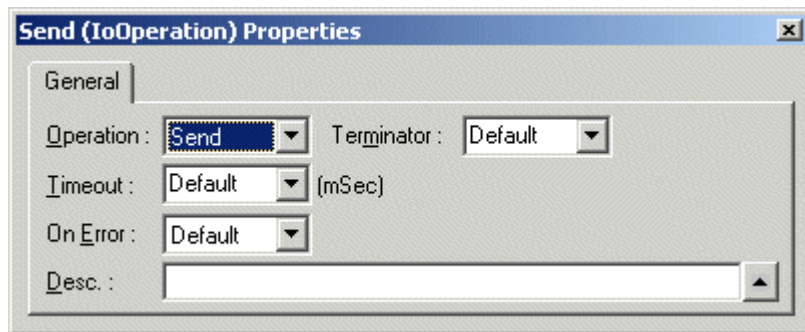 Send (IoOperation) Properties
General
Operation : Send Terminator : Default
Timeout : Default (mSec)
On Error : Default
Desc. :